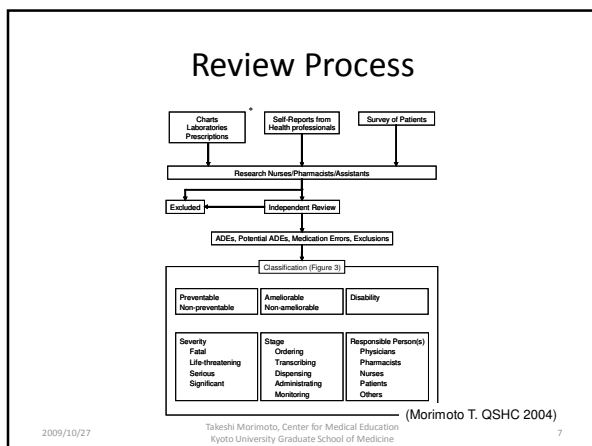 Review Process
Charts
Laboratories
Prescriptions
*
Self-Reports from
Health professionals
Survey of Patients
Research Nurses/Pharmacists/Assistants
Excluded
Independent Review
ADEs, Potential ADEs, Medication Errors, Exclusions
Classification (Figure 3)
Preventable
Non-preventable
Ameliorable
Non-ameliorable
Disability
Severity
Fatal
Life-threatening
Serious
Significant
Stage
Ordering
Transcribing
Dispensing
Administrating
Monitoring
Responsible Person(s)
Physicians
Pharmacists
Nurses
Patients
Others
(Morimoto T. QSHC 2004)
2009/10/27
Takeshi Morimoto, Center for Medical Education
Kyoto University Graduate School of Medicine
7